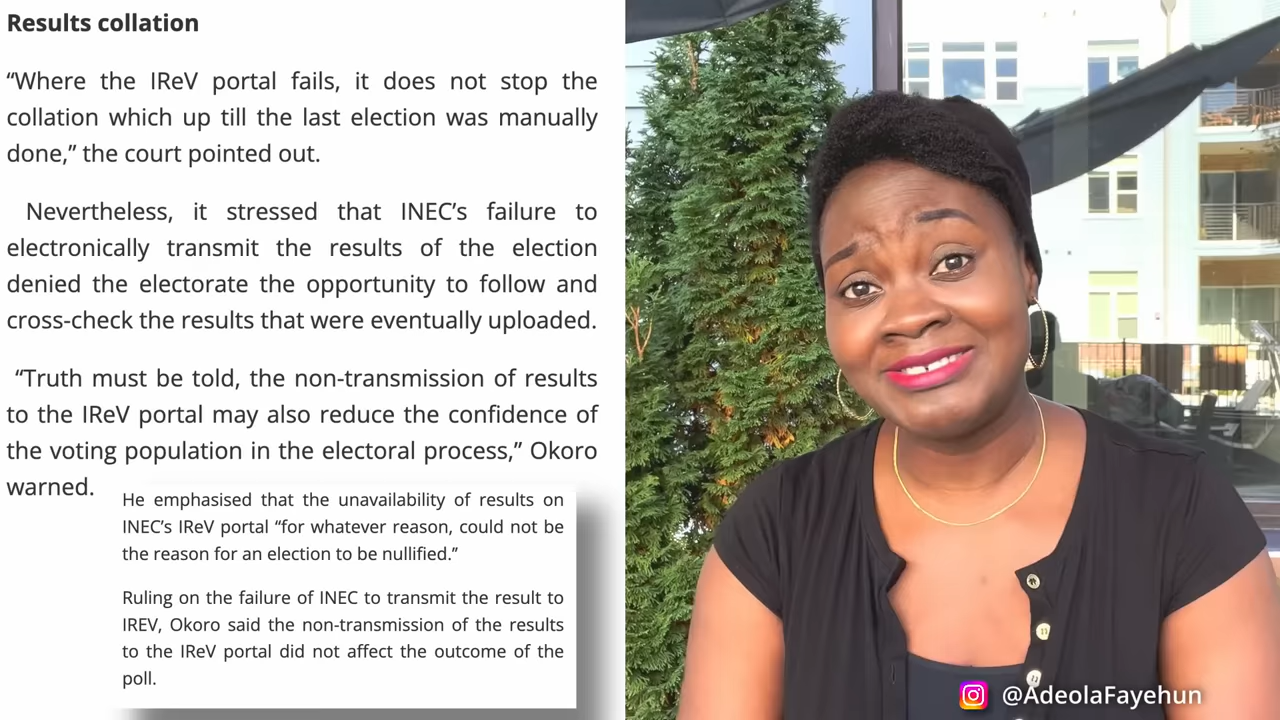 Results collation
“Where the IReV portal fails, it does not stop the
collation which up till the last election was manually
done,” the court pointed out.
Nevertheless, it stressed that INEC’s failure to
electronically transmit the results of the election
denied the electorate the opportunity to follow and
cross-check the results that were eventually uploaded.
“Truth must be told, the non-transmission of results
to the IReV portal may also reduce the confidence of
the voting population in the electoral process,” Okoro
warned.
He emphasised that the unavailability of results on
INEC’s IReV portal “for whatever reason, could not be
the reason for an election to be nullified.”
Ruling on the failure of INEC to transmit the result to
IREV, Okoro said the non-transmission of the results
to the IReV portal did not affect the outcome of the
poll.
@AdeolaFayehun